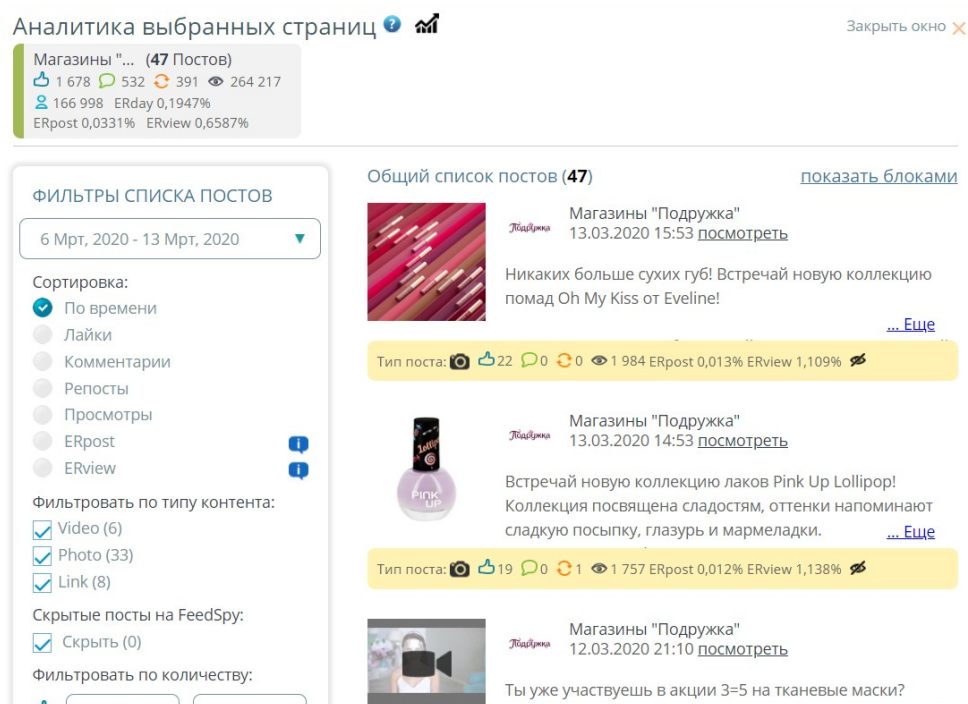 Аналитика выбранных страниц
Закрыть окно
Магазины "... (47 Постов)
1 678 532 391 264 217
166 998 ERday 0,1947%
ERpost 0,0331% ERview 0,6587%
ФИЛЬТРЫ СПИСКА ПОСТОВ
6 Мрт, 2020 - 13 Мрт, 2020
Сортировка:
По времени
Лайки
Комментарии
Репосты
Просмотры
ERpost
ERview
Фильтровать по типу контента:
Video (6)
Photo (33)
Link (8)
Скрытые посты на FeedSpy:
Скрыть (0)
Фильтровать по количеству:
Общий список постов (47)
показать блоками
Подружка
Магазины "Подружка"
13.03.2020 15:53 посмотреть
Никаких больше сухих губ! Встречай новую коллекцию
помад Oh My Kiss от Eveline!
... Еще
Тип поста: 22 0 0 1 984 ERpost 0,013% ERview 1,109%
Lollipop
PINK
UP
Подружка
Магазины "Подружка"
13.03.2020 14:53 посмотреть
Встречай новую коллекцию лаков Pink Up Lollipop!
Коллекция посвящена сладостям, оттенки напоминают
сладкую посыпку, глазурь и мармеладки.
... Еще
Тип поста: 19 0 1 1 757 ERpost 0,012% ERview 1,138%
Подружка
Магазины "Подружка"
12.03.2020 21:10 посмотреть
Ты уже участвуешь в акции 3=5 на тканевые маски?